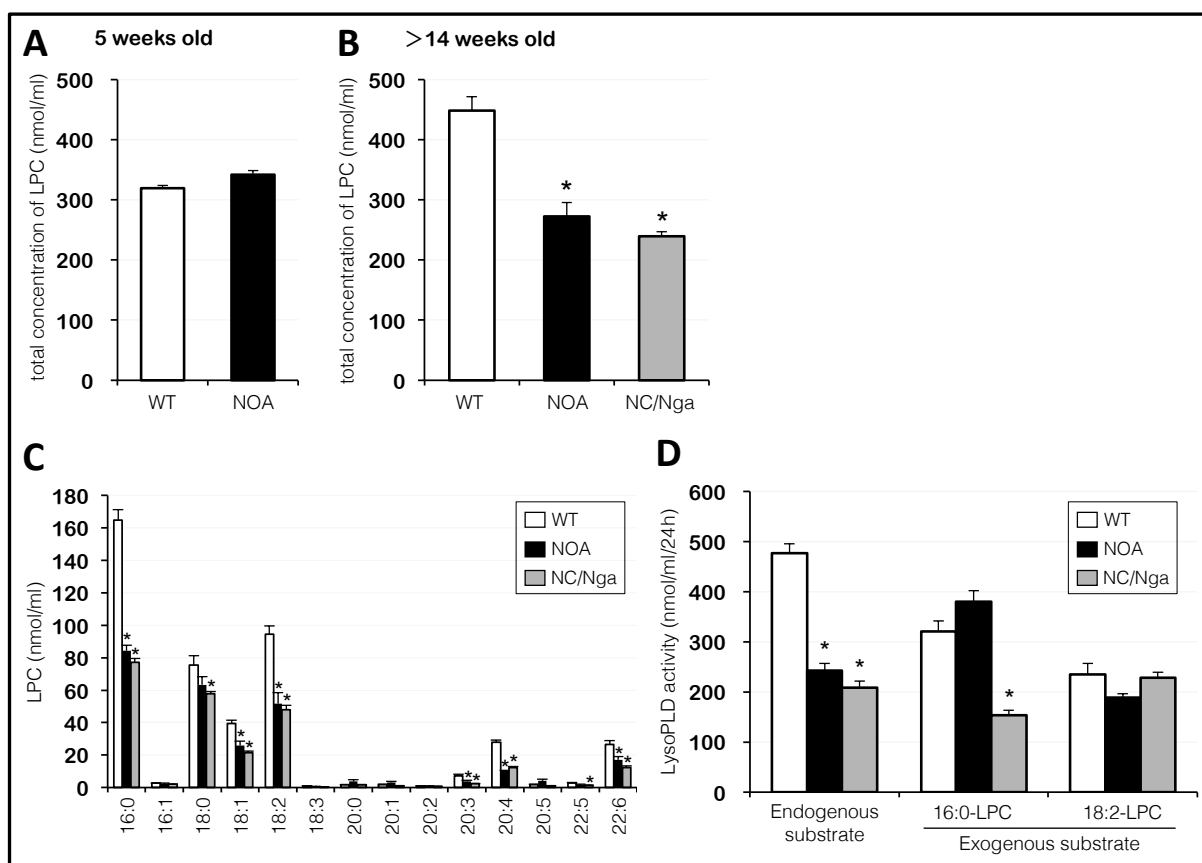 A 5 weeks old
total concentration of LPC (nmol/ml)
500
400
300
200
100
0
WT NOA
B >14 weeks old
total concentration of LPC (nmol/ml)
500
400
300
200
100
0
*
*
WT NOA NC/Nga
C
LPC (nmol/ml)
180
160
140
120
100
80
60
40
20
0
WT
NOA
NC/Nga
* * * * * * * * * * * * * *
16:0 16:1 18:0 18:1 18:2 18:3 20:0 20:1 20:2 20:3 20:4 20:5 22:5 22:6
D
LysoPLD activity (nmol/ml/24h)
600
500
400
300
200
100
0
WT
NOA
NC/Nga
* * *
Endogenous
substrate
16:0-LPC 18:2-LPC
Exogenous substrate